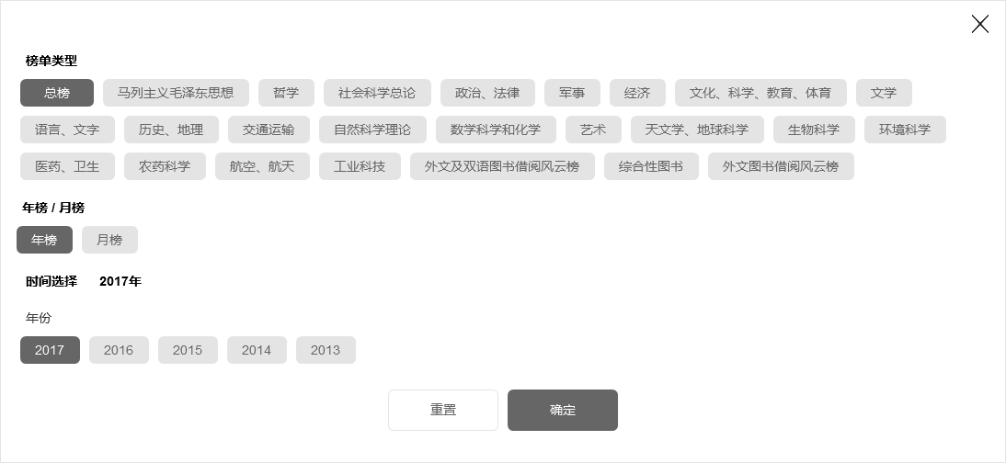 榜单类型
总榜 马列主义毛泽东思想 哲学 社会科学总论 政治、法律 军事 经济 文化、科学、教育、体育 文学
语言、文字 历史、地理 交通运输 自然科学理论 数学科学和化学 艺术 天文学、地球科学 生物科学 环境科学
医药、卫生 农药科学 航空、航天 工业科技 外文及双语图书借阅风云榜 综合性图书 外文图书借阅风云榜
年榜 / 月榜
年榜 月榜
时间选择 2017年
年份
2017 2016 2015 2014 2013
重置 确定